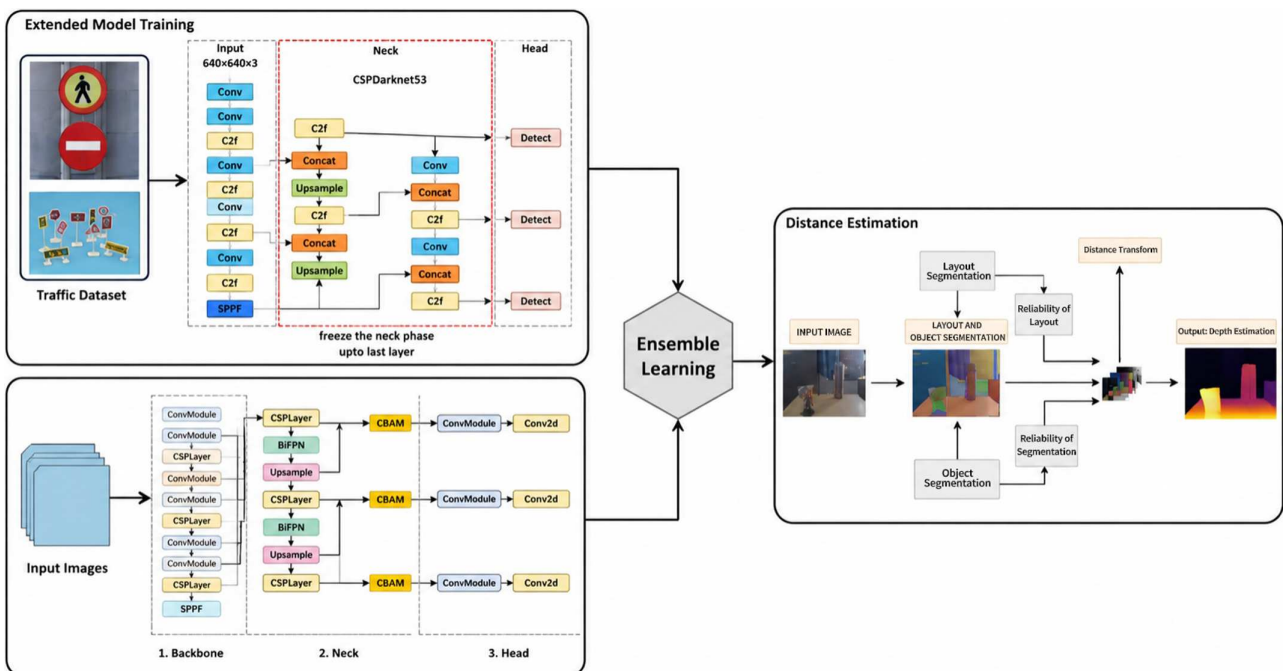 Extended Model Training
Traffic Dataset
Input
640×640×3
Conv
Conv
C2f
Conv
C2f
Conv
C2f
Conv
C2f
SPPF
Neck
CSPDarknet53
C2f
Concat
Upsample
C2f
Concat
Upsample
Conv
Concat
C2f
Conv
Concat
C2f
freeze the neck phase
upto last layer
Head
Detect
Detect
Detect
Input Images
ConvModule
ConvModule
CSPLayer
ConvModule
ConvModule
CSPLayer
ConvModule
ConvModule
CSPLayer
SPPF
1. Backbone
CSPLayer
BiFPN
Upsample
CSPLayer
BiFPN
Upsample
CSPLayer
CBAM
CBAM
CBAM
2. Neck
ConvModule
Conv2d
ConvModule
Conv2d
ConvModule
Conv2d
3. Head
Ensemble
Learning
Distance Estimation
INPUT IMAGE
Layout
Segmentation
LAYOUT AND
OBJECT SEGMENTATION
Object
Segmentation
Reliability of
Layout
Reliability of
Segmentation
Distance Transform
Output: Depth Estimation